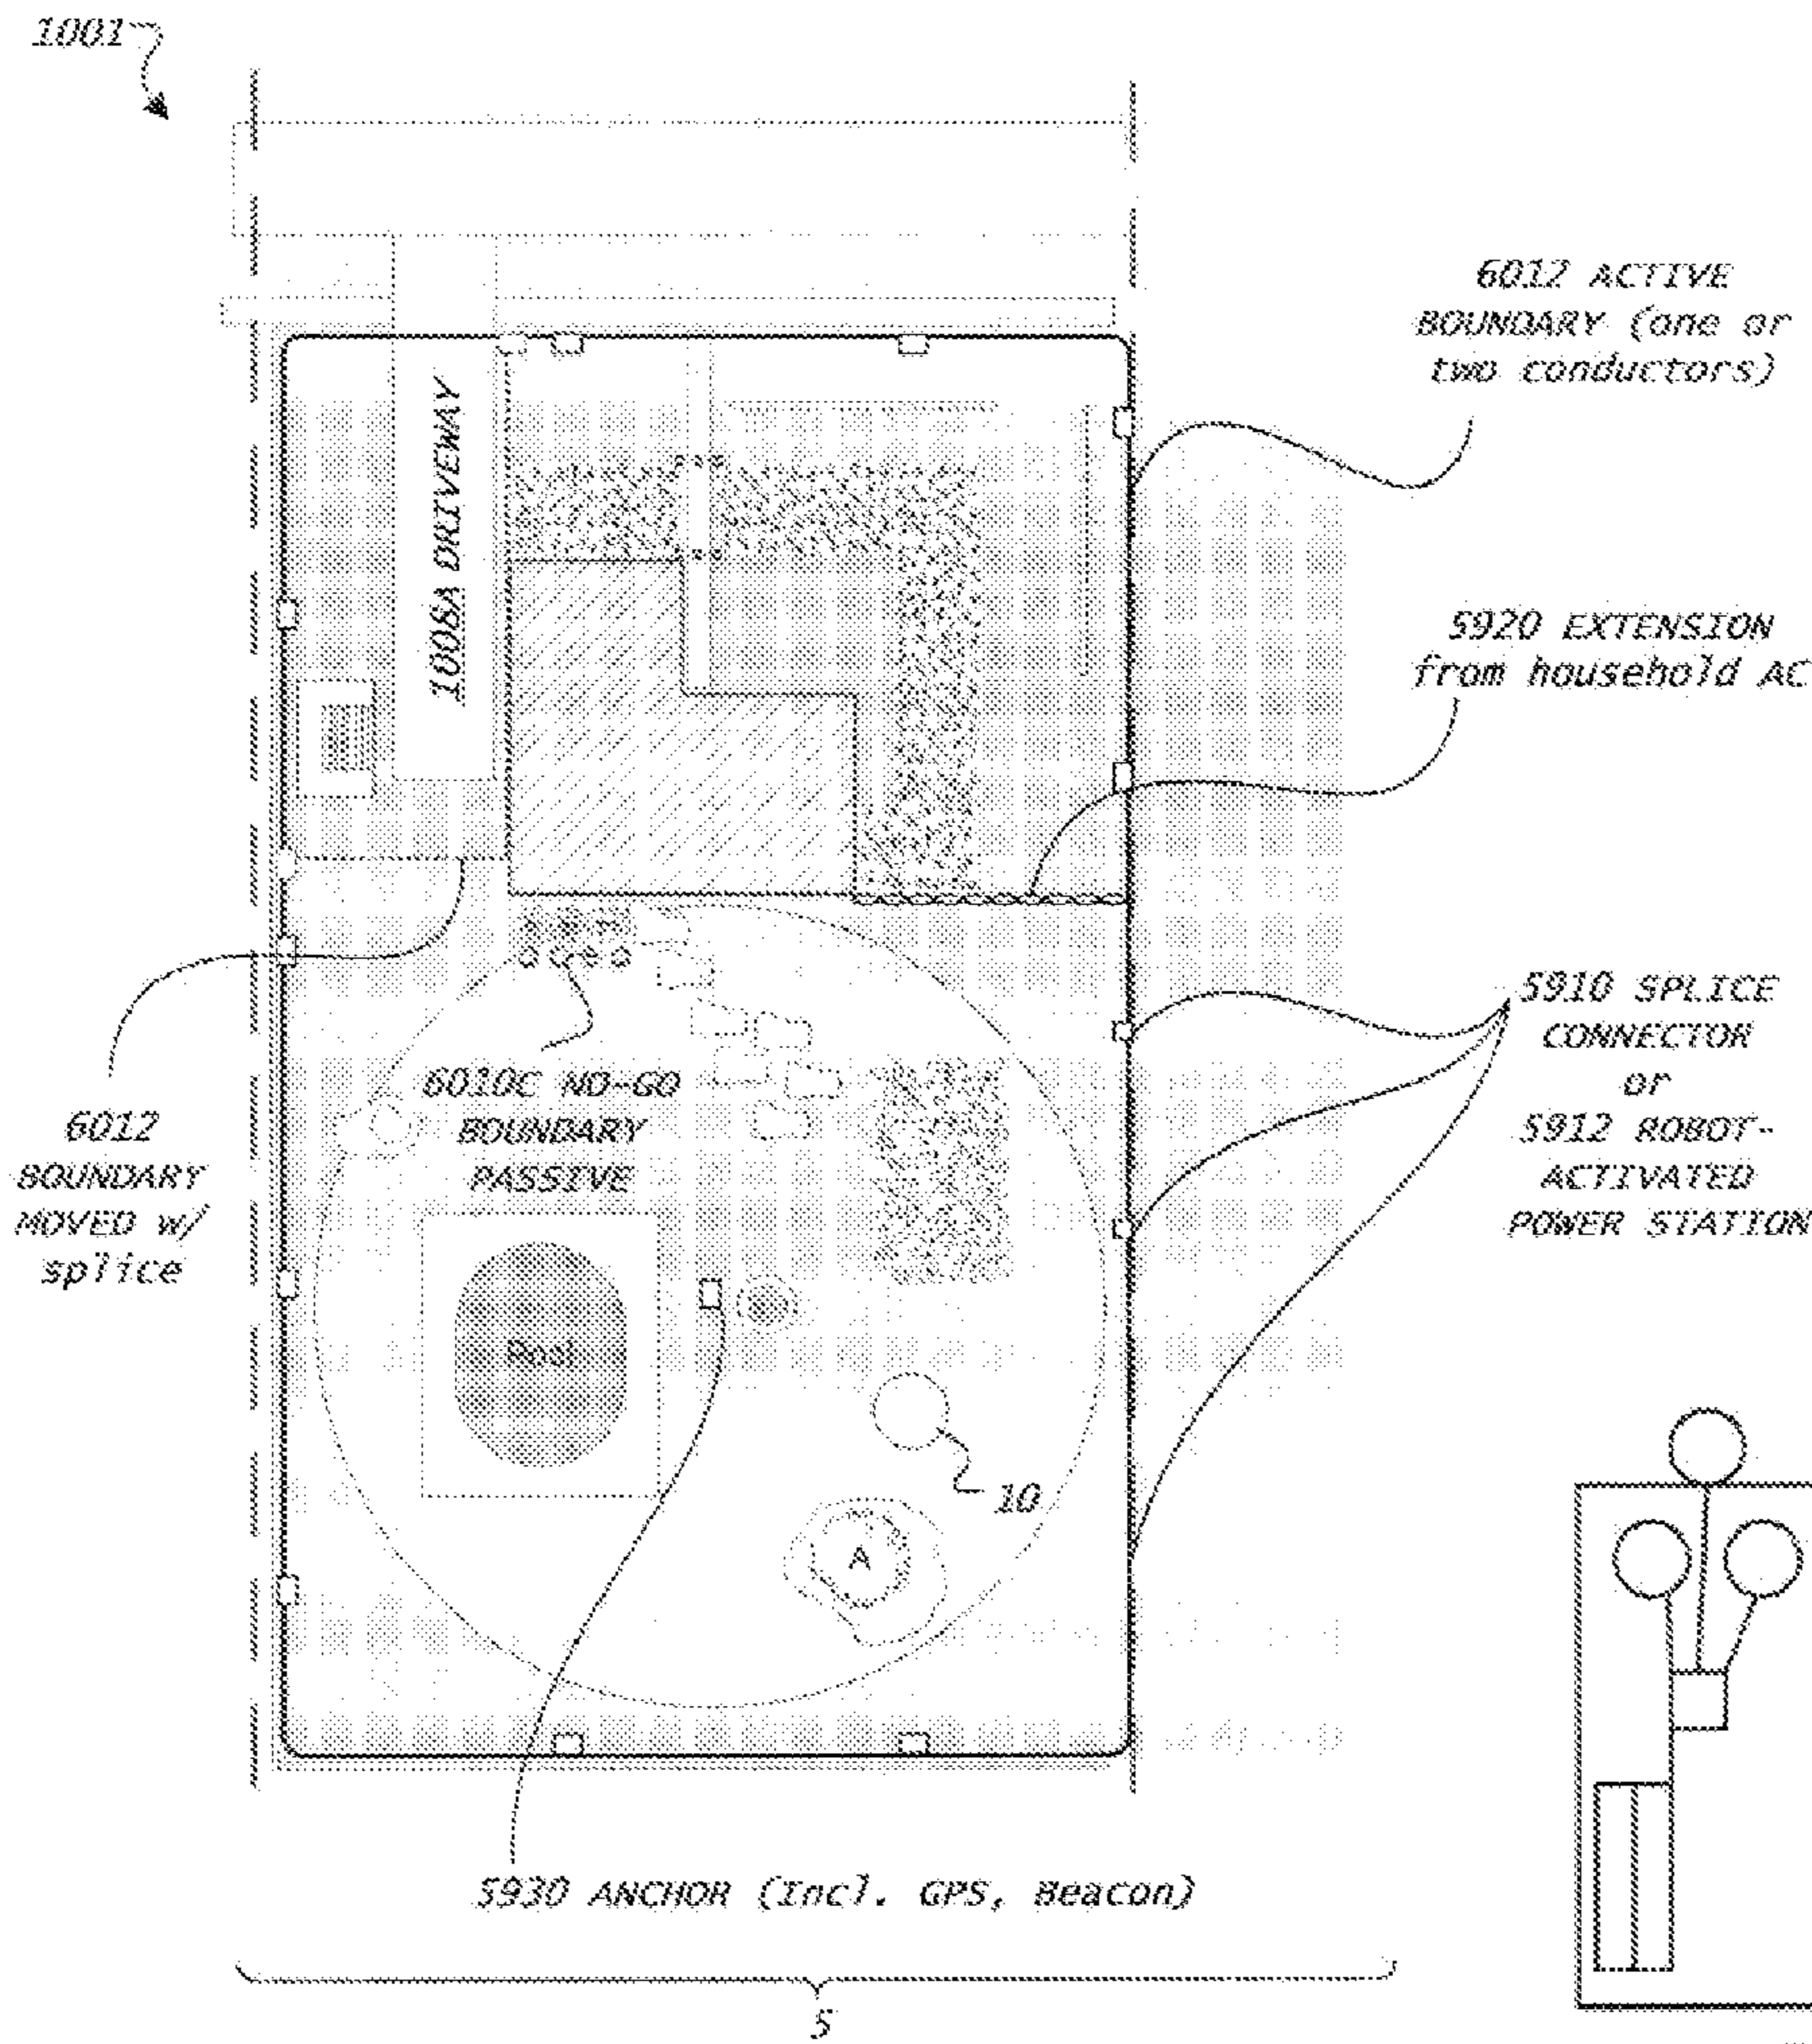 1001
6012 ACTIVE
BOUNDARY (one or
two conductors)
1008A DRIVEWAY
5920 EXTENSION
from household AC
5910 SPLICE
CONNECTOR
or
5912 ROBOT-
ACTIVATED
POWER STATION
6010C NO-GO
BOUNDARY
PASSIVE
6012
BOUNDARY
MOVED w/
splice
Pool
10
A
5930 ANCHOR (Incl. GPS, Beacon)
5